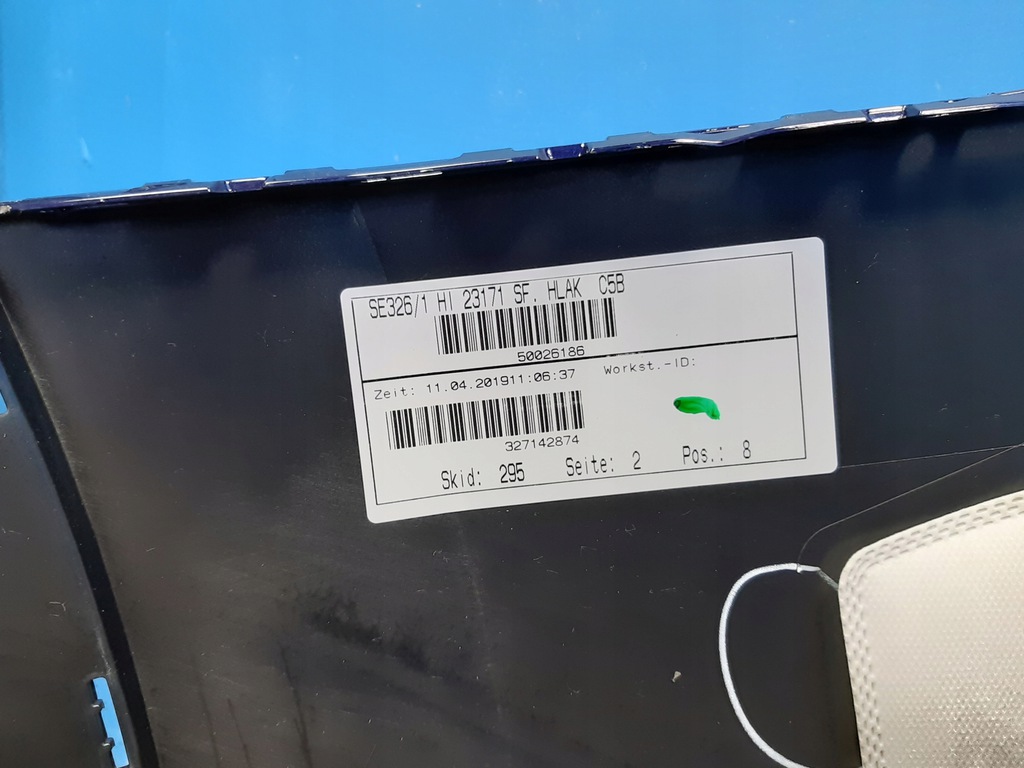 SE326/1 HI 23171 SF. HLAK C5B
50026186
Zeit: 11.04.201911:06:37
Workst.-ID:
327142874
Skid: 295 Seite: 2 Pos.: 8